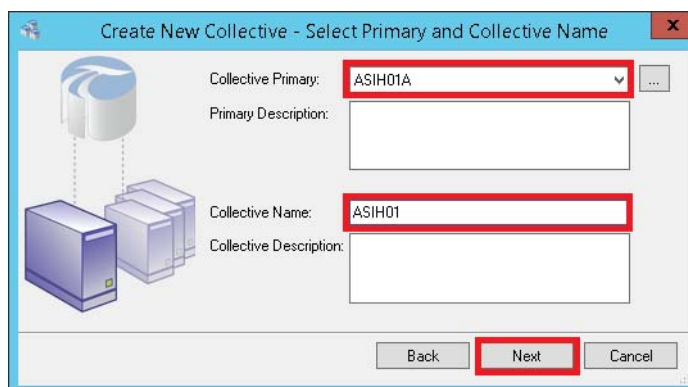 Create New Collective - Select Primary and Collective Name
x
Collective Primary: ASIH01A ...
Primary Description:
Collective Name: ASIH01
Collective Description:
Back Next Cancel